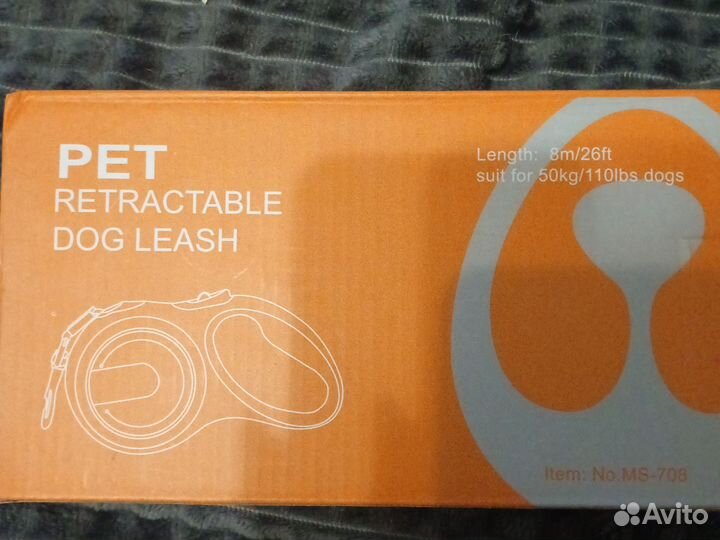 PET
RETRACTABLE
DOG LEASH
Length: 8m/26ft
suit for 50kg/110lbs dogs
Item: No.MS-708
Avito